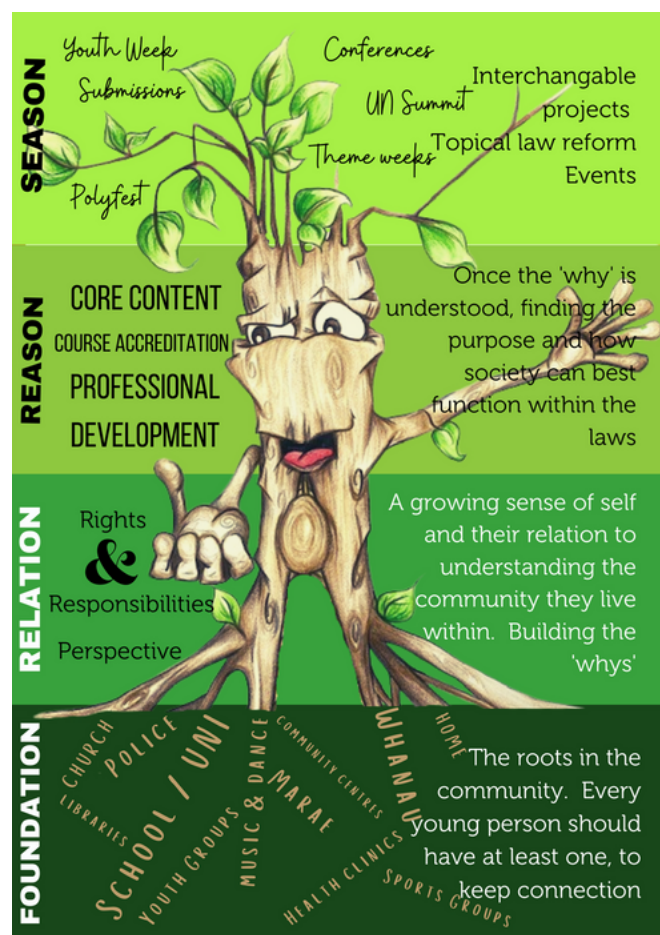 SEASON
Youth Week
Submissions
Polyfest
Conferences
UN Summit
Theme weeks
Interchangable
projects
Topical law reform
Events
REASON
CORE CONTENT
COURSE ACCREDITATION
PROFESSIONAL
DEVELOPMENT
Once the 'why' is
understood, finding the
purpose and how
society can best
function within the
laws
RELATION
Rights
&
Responsibilities
Perspective
A growing sense of self
and their relation to
understanding the
community they live
within. Building the
'whys'
FOUNDATION
CHURCH
POLICE
LIBRARIES
SCHOOL / UNI
YOUTH GROUPS
MUSIC & DANCE
COMMUNITY CENTRES
MARAE
WHANAU
HOME
HEALTH CLINICS
SPORTS GROUPS
The roots in the
community. Every
young person should
have at least one, to
keep connection